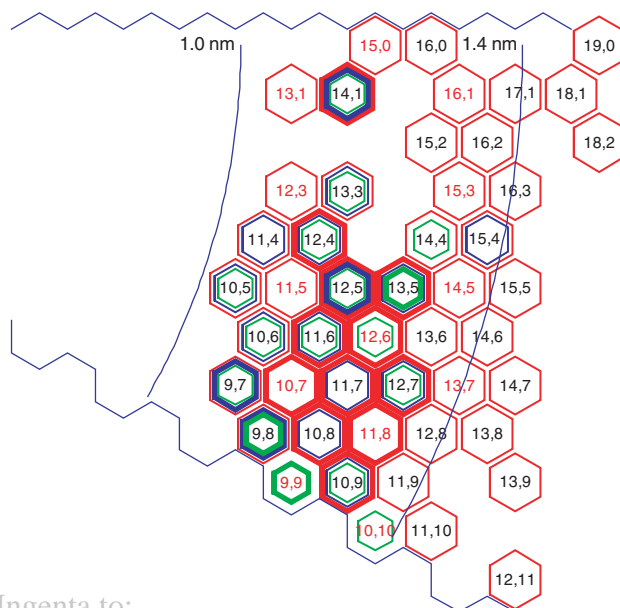 1.0 nm 15,0 16,0 1.4 nm 19,0
13,1 14,1 16,1 17,1 18,1
15,2 16,2 18,2
12,3 13,3 15,3 16,3
11,4 12,4 14,4 15,4
10,5 11,5 12,5 13,5 14,5 15,5
10,6 11,6 12,6 13,6 14,6
9,7 10,7 11,7 12,7 13,7 14,7
9,8 10,8 11,8 12,8 13,8
9,9 10,9 11,9 13,9
10,10 11,10
12,11
Ingenta to: